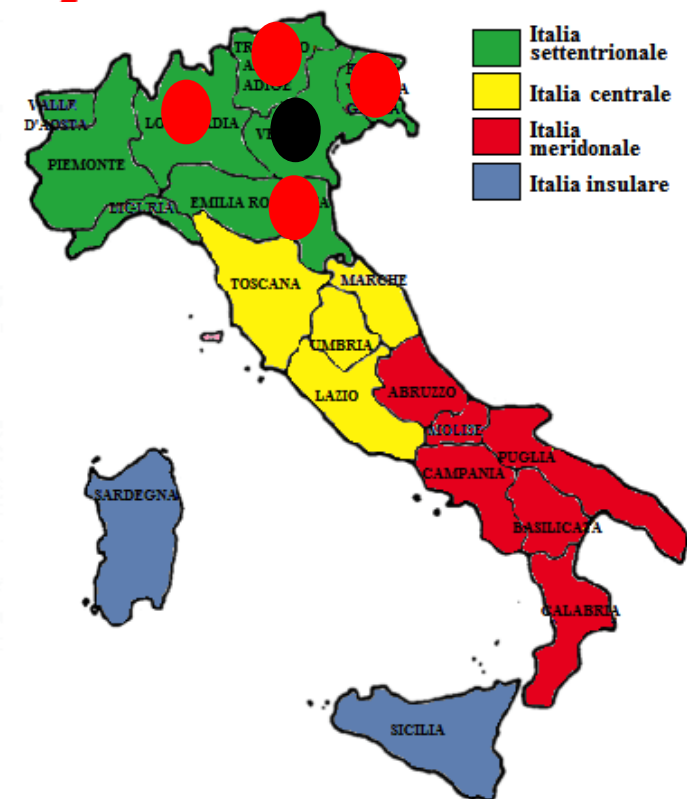 Italia
settentrionale
Italia centrale
Italia
meridonale
Italia insulare
VALLE
D'AOSTA
PIEMONTE
LIGURIA
EMILIA
TOSCANA
MARCHE
UMBRIA
LAZIO
ABRUZZO
MOLISE
PUGLIA
CAMPANIA
BASILICATA
SARDEGNA
CALABRIA
SICILIA